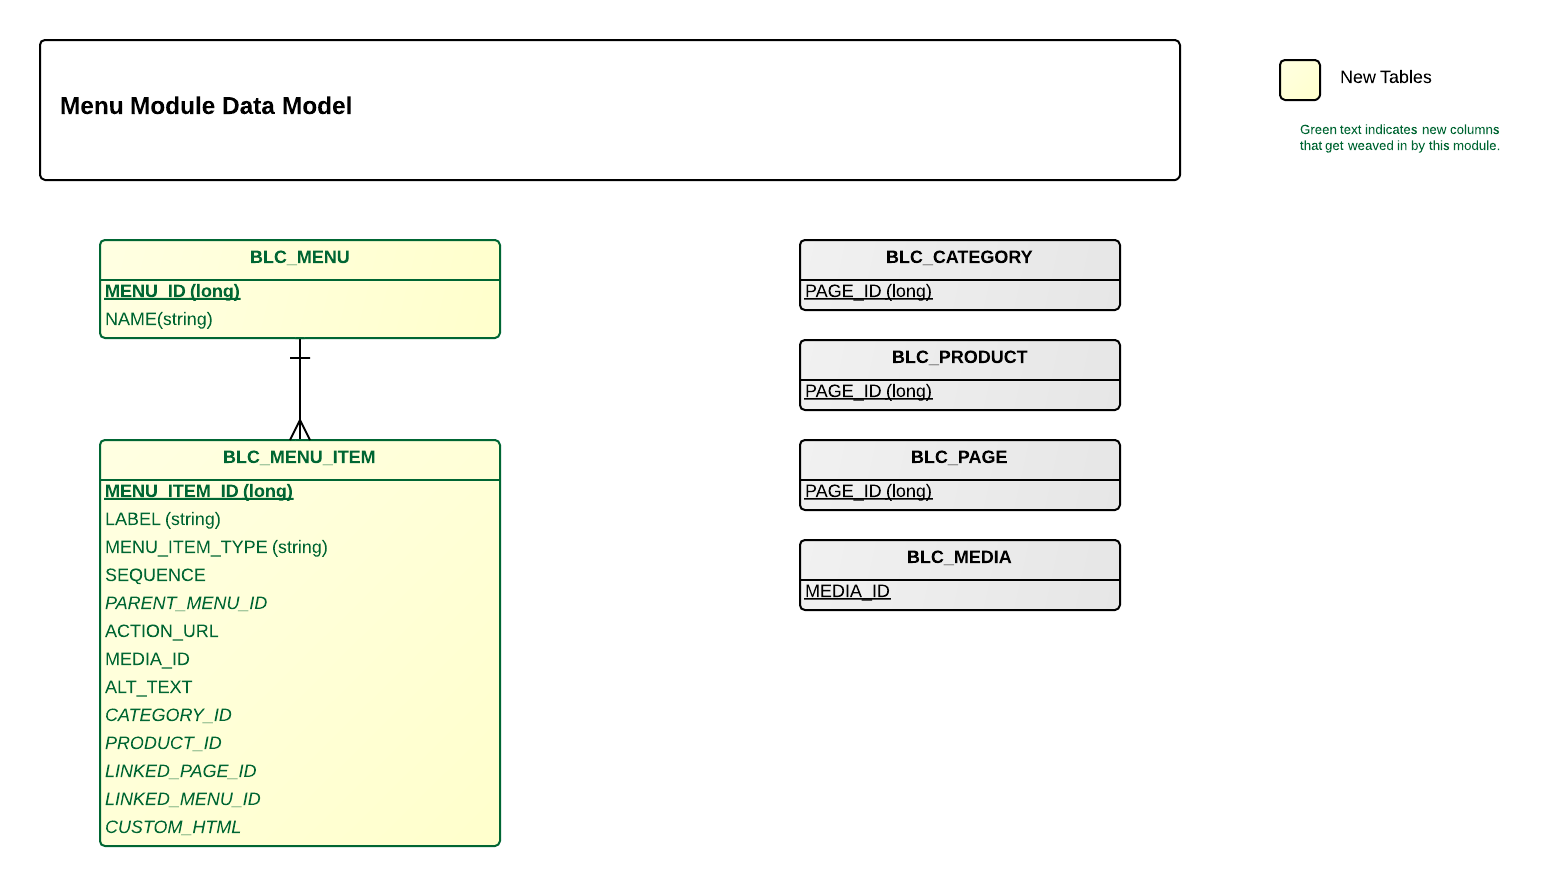 Menu Module Data Model
New Tables
Green text indicates new columns
that get weaved in by this module.
BLC_MENU
MENU_ID (long)
NAME(string)
BLC_MENU_ITEM
MENU_ITEM_ID (long)
LABEL (string)
MENU_ITEM_TYPE (string)
SEQUENCE
PARENT_MENU_ID
ACTION_URL
MEDIA_ID
ALT_TEXT
CATEGORY_ID
PRODUCT_ID
LINKED_PAGE_ID
LINKED_MENU_ID
CUSTOM_HTML
BLC_CATEGORY
PAGE_ID (long)
BLC_PRODUCT
PAGE_ID (long)
BLC_PAGE
PAGE_ID (long)
BLC_MEDIA
MEDIA_ID